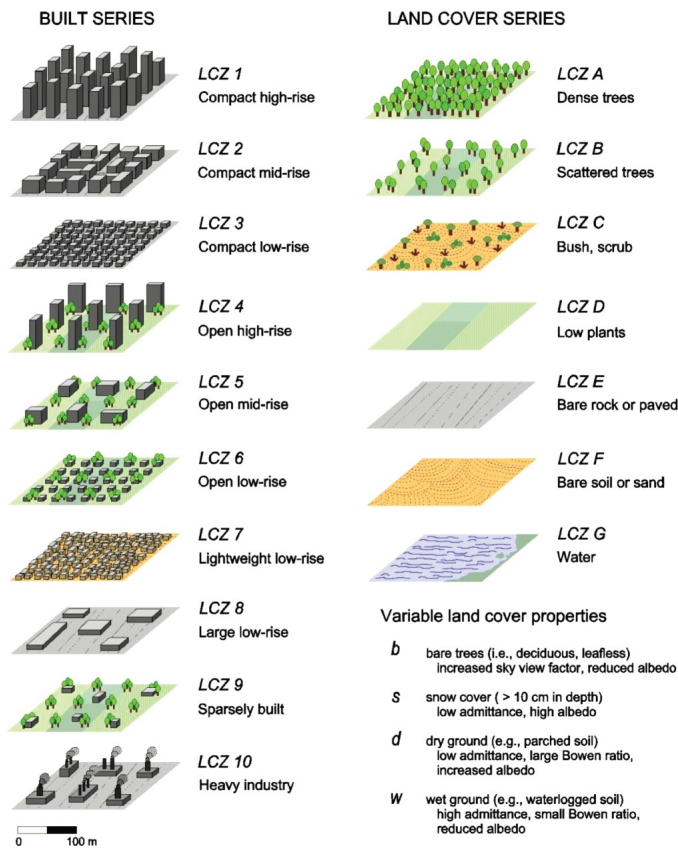 BUILT SERIES
LCZ 1
Compact high-rise
LCZ 2
Compact mid-rise
LCZ 3
Compact low-rise
LCZ 4
Open high-rise
LCZ 5
Open mid-rise
LCZ 6
Open low-rise
LCZ 7
Lightweight low-rise
LCZ 8
Large low-rise
LCZ 9
Sparsely built
LCZ 10
Heavy industry
0 100 m
LAND COVER SERIES
LCZ A
Dense trees
LCZ B
Scattered trees
LCZ C
Bush, scrub
LCZ D
Low plants
LCZ E
Bare rock or paved
LCZ F
Bare soil or sand
LCZ G
Water
Variable land cover properties
b bare trees (i.e., deciduous, leafless)
increased sky view factor, reduced albedo
s snow cover ( > 10 cm in depth)
low admittance, high albedo
d dry ground (e.g., parched soil)
low admittance, large Bowen ratio,
increased albedo
w wet ground (e.g., waterlogged soil)
high admittance, small Bowen ratio,
reduced albedo